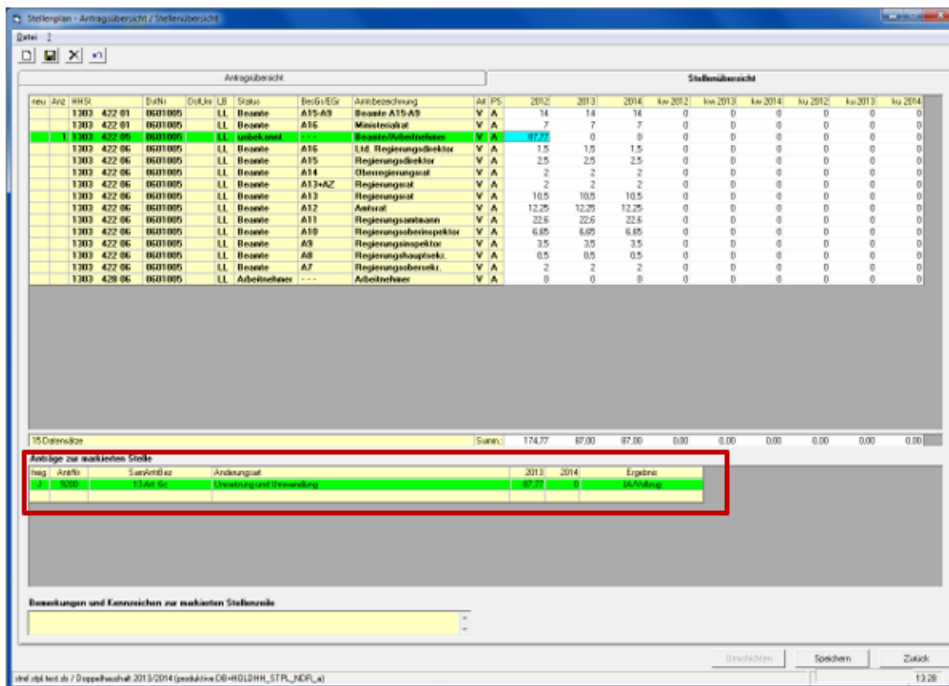 Stellenplan - Antragsübersicht / Stellenübersicht
Datei ?
Antragsübersicht Stellenübersicht
neu Anz HHSt DstNr DstUnr LB Status BesGr/EGr Amtsbezeichnung Art PS 2012 2013 2014 kw 2012 kw 2013 kw 2014 ku 2012 ku 2013 ku 2014
1303 422 01 0601005 LL Beamte A15-A9 Beamte A15-A9 V A 14 14 14 0 0 0 0 0 0
1303 422 01 0601005 LL Beamte A16 Ministerialrat V A 7 7 7 0 0 0 0 0 0
1 1303 422 05 0601005 LL unbekannt --- Beamte/Arbeitnehmer V A 87,77 0 0 0 0 0 0 0 0
1303 422 06 0601005 LL Beamte A16 Ltd. Regierungsdirektor V A 1,5 1,5 1,5 0 0 0 0 0 0
1303 422 06 0601005 LL Beamte A15 Regierungsdirektor V A 2,5 2,5 2,5 0 0 0 0 0 0
1303 422 06 0601005 LL Beamte A14 Oberregierungsrat V A 2 2 2 0 0 0 0 0 0
1303 422 06 0601005 LL Beamte A13+AZ Regierungsrat V A 2 2 2 0 0 0 0 0 0
1303 422 06 0601005 LL Beamte A13 Regierungsrat V A 10,5 10,5 10,5 0 0 0 0 0 0
1303 422 06 0601005 LL Beamte A12 Amtsrat V A 12,25 12,25 12,25 0 0 0 0 0 0
1303 422 06 0601005 LL Beamte A11 Regierungsamtmann V A 22,6 22,6 22,6 0 0 0 0 0 0
1303 422 06 0601005 LL Beamte A10 Regierungsoberinspektor V A 6,65 6,65 6,65 0 0 0 0 0 0
1303 422 06 0601005 LL Beamte A9 Regierungsinspektor V A 3,5 3,5 3,5 0 0 0 0 0 0
1303 422 06 0601005 LL Beamte A8 Regierungshauptsekr. V A 0,5 0,5 0,5 0 0 0 0 0 0
1303 422 06 0601005 LL Beamte A7 Regierungsobersekr. V A 2 2 2 0 0 0 0 0 0
1303 428 06 0601005 LL Arbeitnehmer --- Arbeitnehmer V A 0 0 0 0 0 0 0 0 0
15 Datensätze Summ.: 174,77 87,00 87,00 0,00 0,00 0,00 0,00 0,00 0,00
Anträge zur markierten Stelle
AntNr SamAntBez Änderungsart 2013 2014 Ergebnis
J 9200 13 Art 6c Umsetzung und Umwandlung -87,77 0 JA/Vollzug
Bemerkungen und Kennzeichen zur markierten Stellenzeile
Umschichten Speichern Zurück
Doppelhaushalt 2013/2014 (produktive DB=HOLDHH_STPL_NDR_a) 13:28